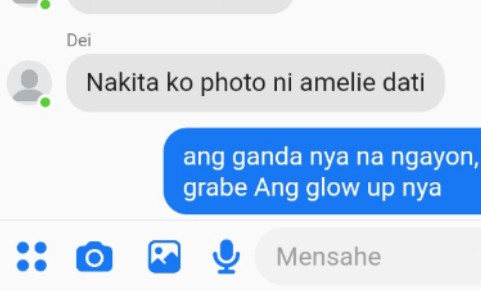 Dei
Nakita ko photo ni amelie dati
ang ganda nya na ngayon,
grabe Ang glow up nya
Mensahe